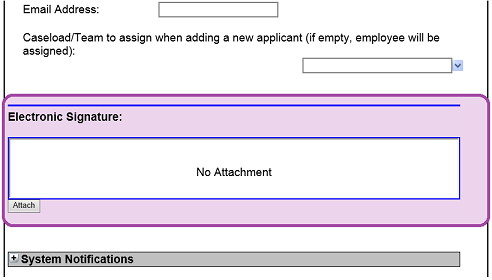 Email Address:
Caseload/Team to assign when adding a new applicant (if empty, employee will be
assigned):
Electronic Signature:
No Attachment
Attach
+ System Notifications